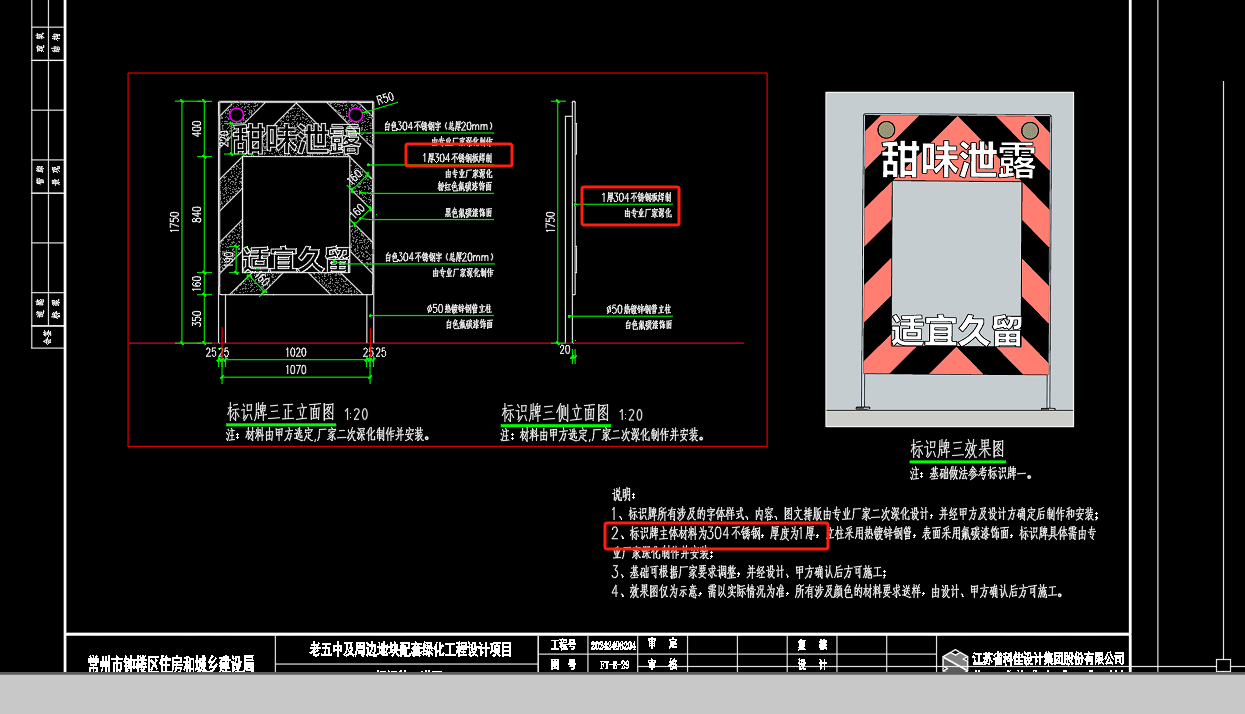 建筑
结构
R50
400
220
甜味泄露
白色304不锈钢字（总厚20mm）
由专业厂家深化制作
1厚304不锈钢板焊制
由专业厂家深化
粉红色氟碳漆饰面
160
160
黑色氟碳漆饰面
1750
840
适宜久留
190
160
白色304不锈钢字（总厚20mm）
由专业厂家深化制作
160
350
Ø50热镀锌钢管立柱
白色氟碳漆饰面
25 25
1020
25 25
1070
标识牌三正立面图 1:20
注：材料由甲方选定,厂家二次深化制作并安装。
1750
1厚304不锈钢板焊制
由专业厂家深化
Ø50热镀锌钢管立柱
白色氟碳漆饰面
20
标识牌三侧立面图 1:20
注：材料由甲方选定,厂家二次深化制作并安装。
甜味泄露
适宜久留
标识牌三效果图
注：基础做法参考标识牌一。
说明：
1、标识牌所有涉及的字体样式、内容、图文排版由专业厂家二次深化设计，并经甲方及设计方确定后制作和安装；
2、标识牌主体材料为304不锈钢，厚度为1厚，立柱采用热镀锌钢管，表面采用氟碳漆饰面，标识牌具体需由专
业厂家深化制作并安装；
3、基础可根据厂家要求调整，并经设计、甲方确认后方可施工；
4、效果图仅为示意，需以实际情况为准，所有涉及颜色的材料要求送样，由设计、甲方确认后方可施工。
常州市钟楼区住房和城乡建设局
老五中及周边地块配套绿化工程设计项目
工程号
审 定
复 核
图 号
审 核
设 计
江苏省科佳设计集团股份有限公司